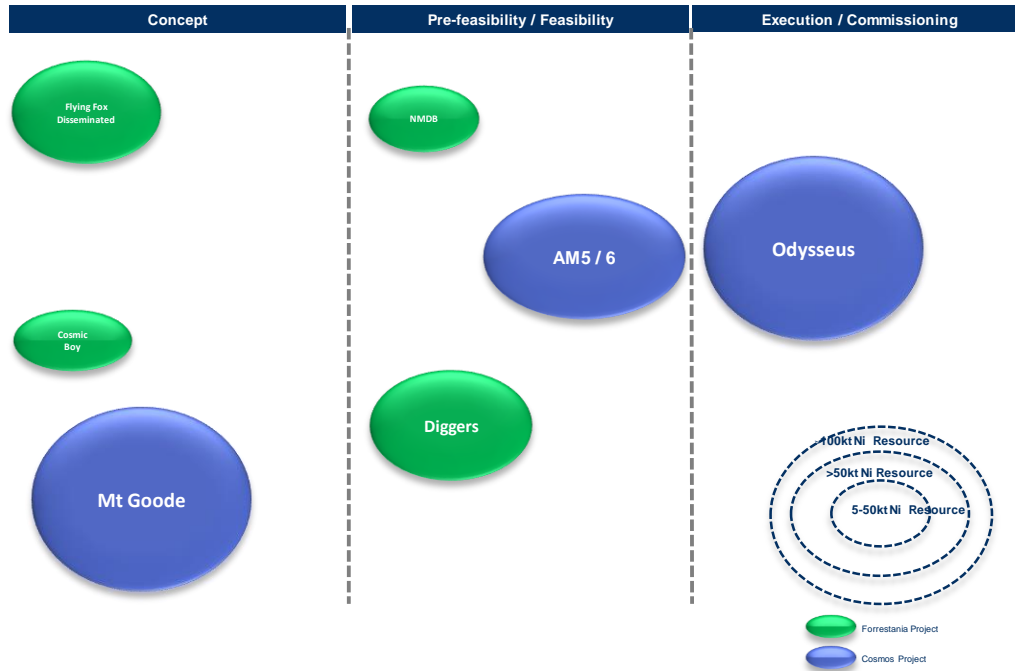 Concept
Pre-feasibility / Feasibility
Execution / Commissioning
Flying Fox
Disseminated
NMDB
AM5 / 6
Odysseus
Cosmic
Boy
Diggers
Mt Goode
100kt Ni Resource
>50kt Ni Resource
5-50kt Ni Resource
Forrestania Project
Cosmos Project